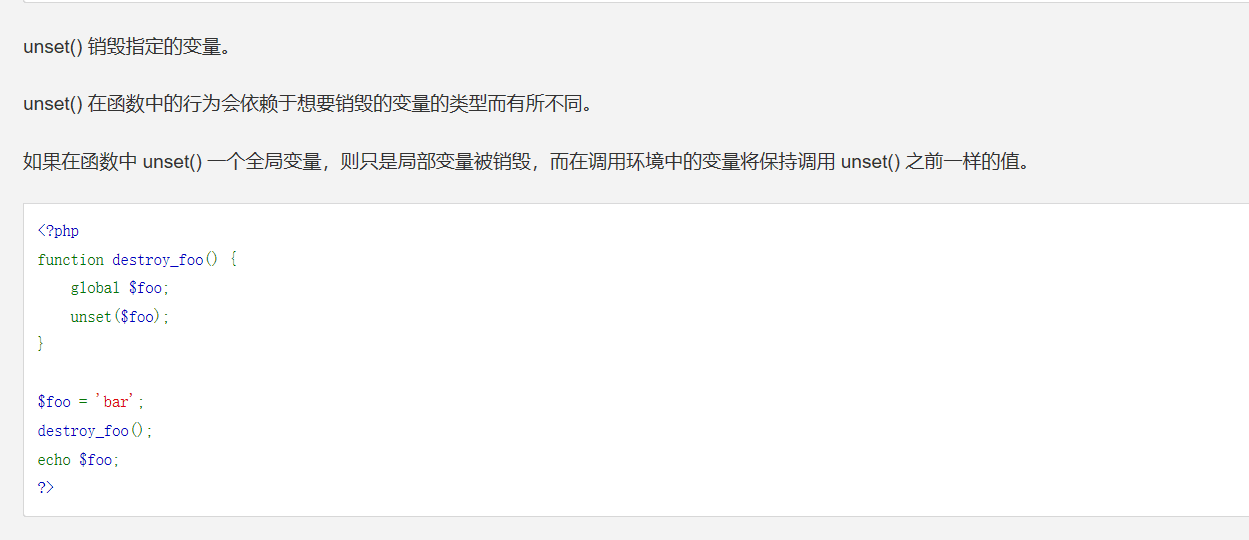 unset() 销毁指定的变量。
unset() 在函数中的行为会依赖于想要销毁的变量的类型而有所不同。
如果在函数中 unset() 一个全局变量，则只是局部变量被销毁，而在调用环境中的变量将保持调用 unset() 之前一样的值。
<?php
function destroy_foo() {
    global $foo;
    unset($foo);
}
$foo = 'bar';
destroy_foo();
echo $foo;
?>